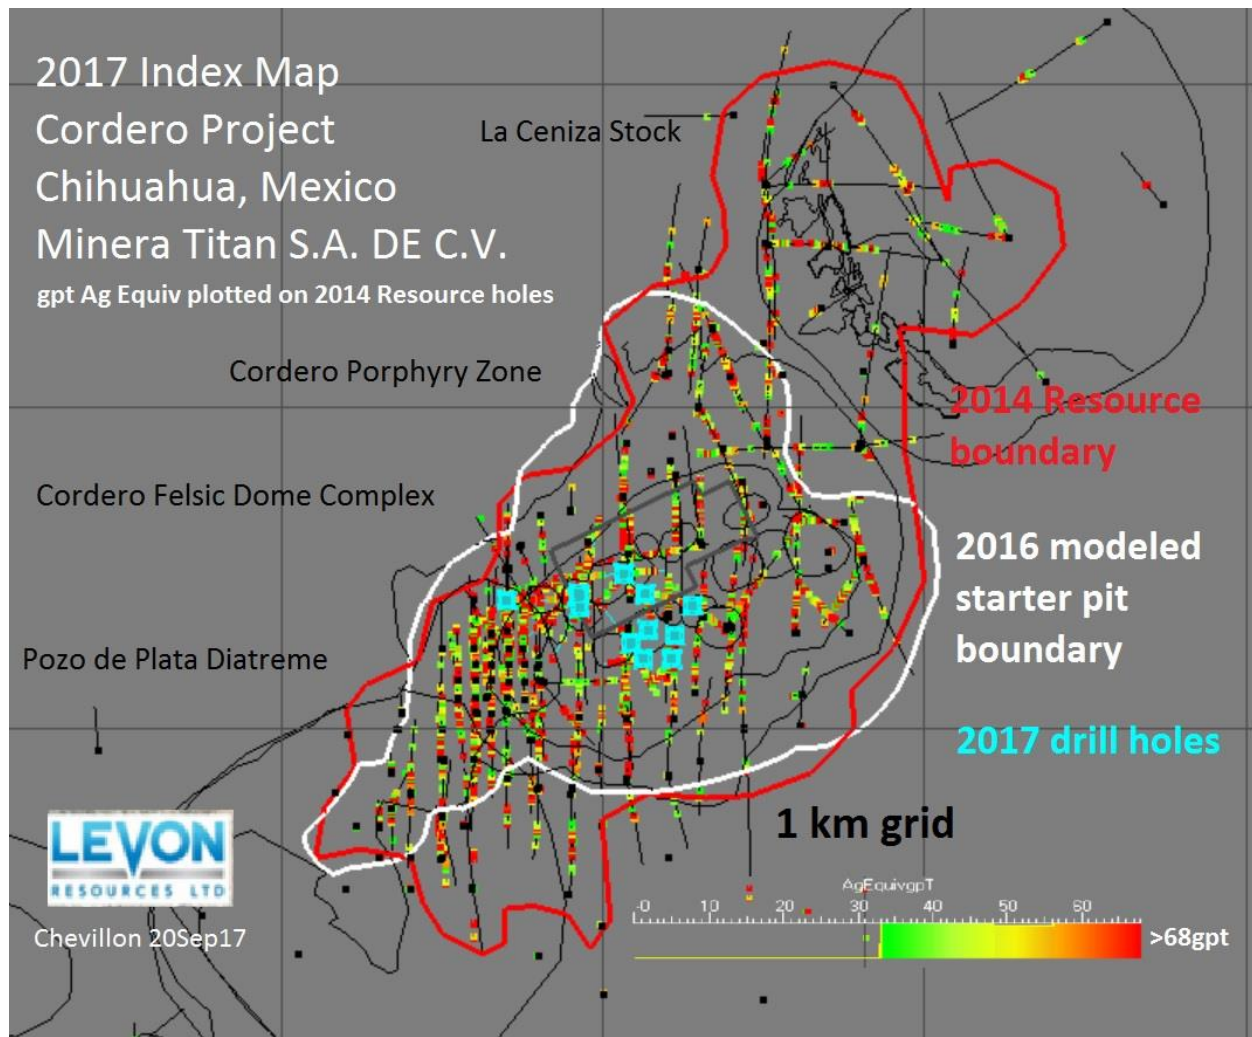 2017 Index Map
Cordero Project
Chihuahua, Mexico
Minera Titan S.A. DE C.V.
gpt Ag Equiv plotted on 2014 Resource holes
La Ceniza Stock
Cordero Porphyry Zone
2014 Resource
boundary
Cordero Felsic Dome Complex
2016 modeled
starter pit
boundary
Pozo de Plata Diatreme
2017 drill holes
1 km grid
LEVON
RESOURCES LTD
Chevillon 20Sep17
AgEquivgpT
-0 10 20 30 40 50 60
>68gpt